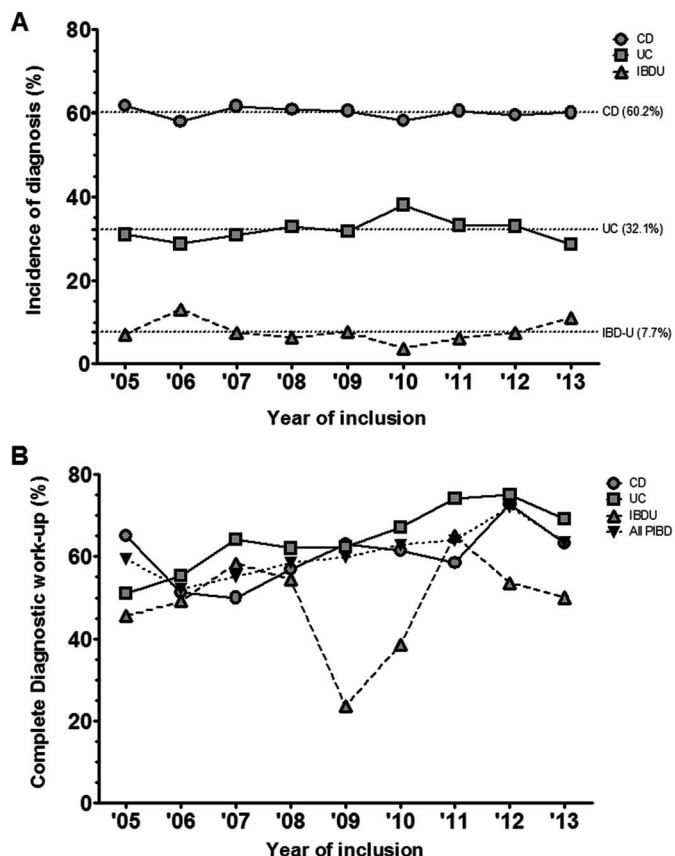 A
80
60
40
20
0
Incidence of diagnosis (%)
CD
UC
IBDU
CD (60.2%)
UC (32.1%)
IBD-U (7.7%)
'05 '06 '07 '08 '09 '10 '11 '12 '13
Year of inclusion
B
80
60
40
20
0
Complete Diagnostic work-up (%)
CD
UC
IBDU
All PIBD
'05 '06 '07 '08 '09 '10 '11 '12 '13
Year of inclusion